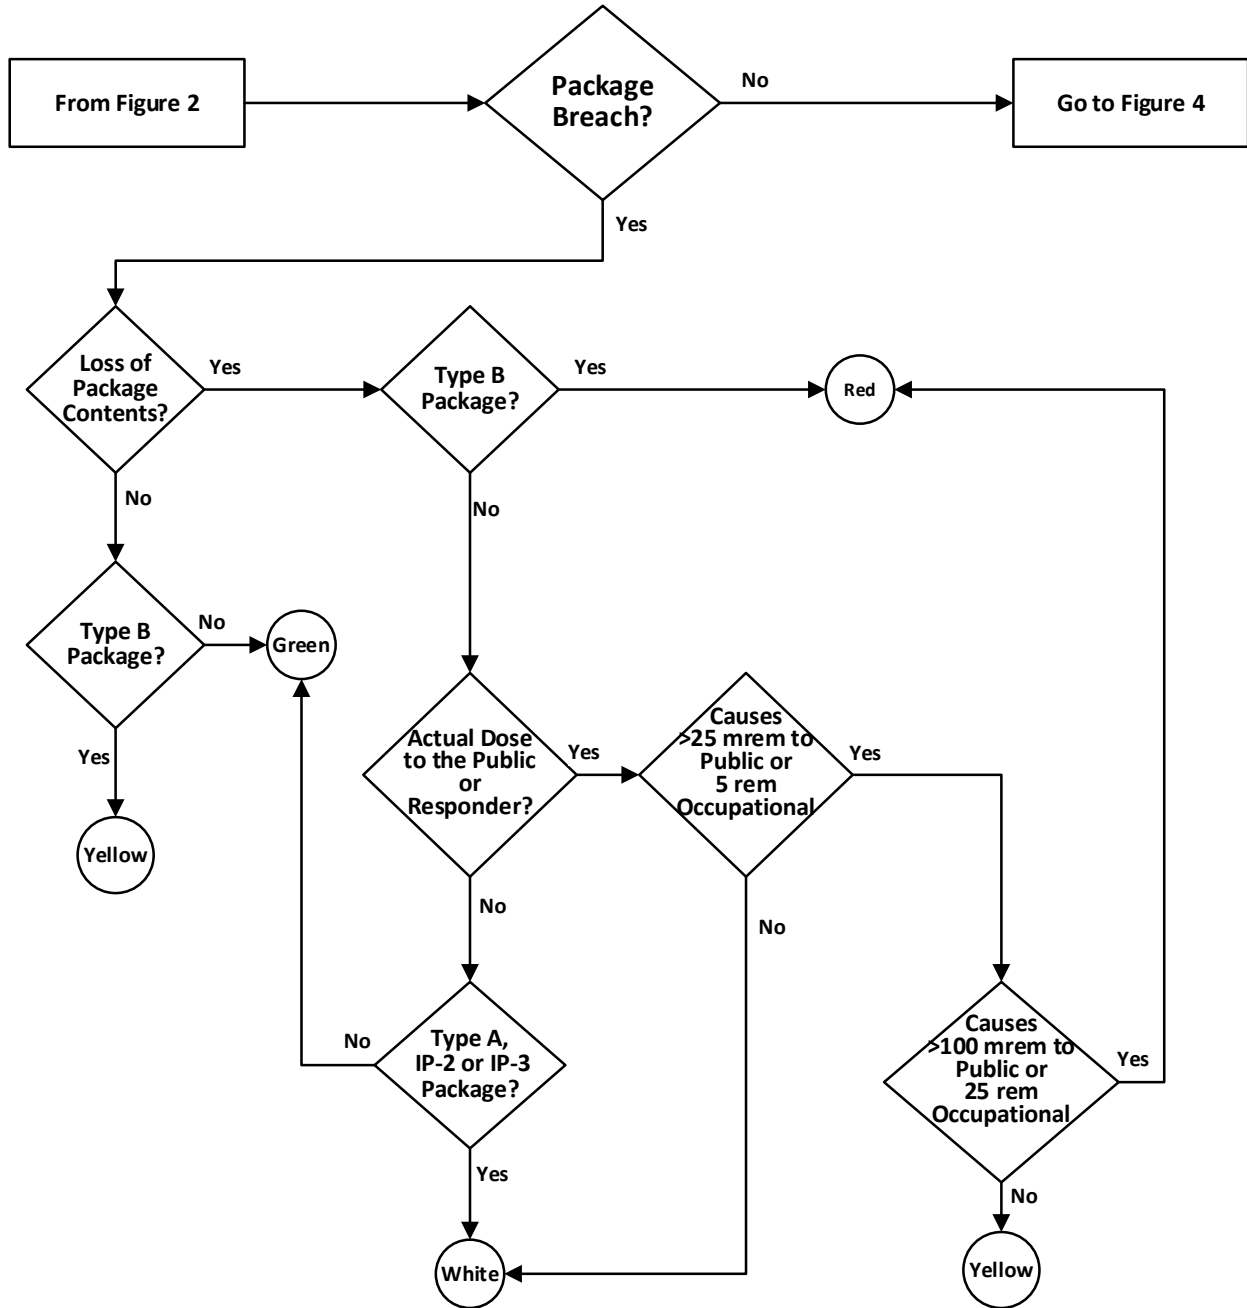 From Figure 2
Package
Breach?
No
Go to Figure 4
Yes
Loss of
Package
Contents?
Yes
Type B
Package?
Yes
Red
No
No
Type B
Package?
No
Green
Yes
Yellow
Actual Dose
to the Public
or
Responder?
Yes
Causes
>25 mrem to
Public or
5 rem
Occupational
Yes
No
No
Type A,
IP-2 or IP-3
Package?
No
Yes
White
Causes
>100 mrem to
Public or
25 rem
Occupational
Yes
No
Yellow